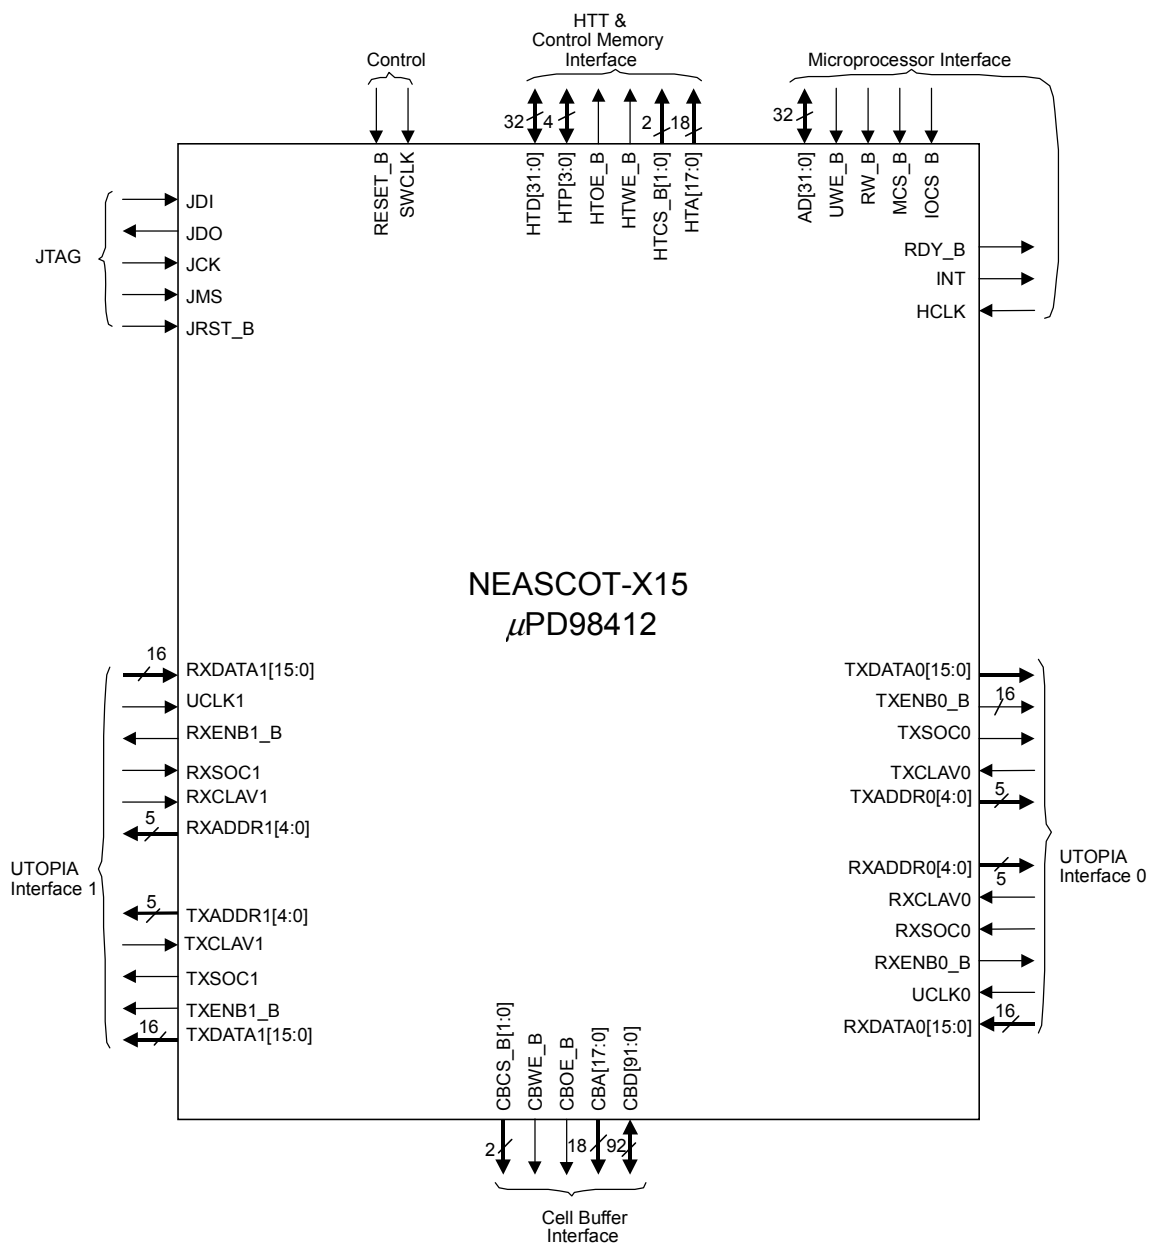 HTT &
Control Memory
Interface
Control
Microprocessor Interface
32
4
2
18
32
RESET_B
SWCLK
HTD[31:0]
HTP[3:0]
HTOE_B
HTWE_B
HTCS_B[1:0]
HTA[17:0]
AD[31:0]
UWE_B
RW_B
MCS_B
IOCS B
JTAG
JDI
JDO
JCK
JMS
JRST_B
RDY_B
INT
HCLK
NEASCOT-X15
µPD98412
UTOPIA
Interface 1
16
RXDATA1[15:0]
UCLK1
RXENB1_B
RXSOC1
RXCLAV1
5
RXADDR1[4:0]
5
TXADDR1[4:0]
TXCLAV1
TXSOC1
TXENB1_B
16
TXDATA1[15:0]
TXDATA0[15:0]
TXENB0_B
16
TXSOC0
TXCLAV0
TXADDR0[4:0]
5
RXADDR0[4:0]
5
RXCLAV0
RXSOC0
RXENB0_B
UCLK0
RXDATA0[15:0]
16
UTOPIA
Interface 0
CBCS_B[1:0]
CBWE_B
CBOE_B
CBA[17:0]
CBD[91:0]
2
18
92
Cell Buffer
Interface